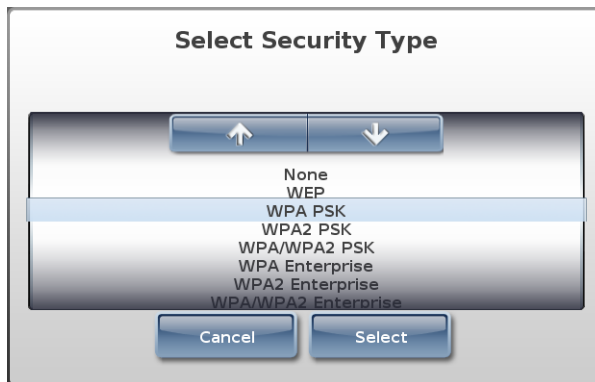 Select Security Type
None
WEP
WPA PSK
WPA2 PSK
WPA/WPA2 PSK
WPA Enterprise
WPA2 Enterprise
WPA/WPA2 Enterprise
Cancel
Select